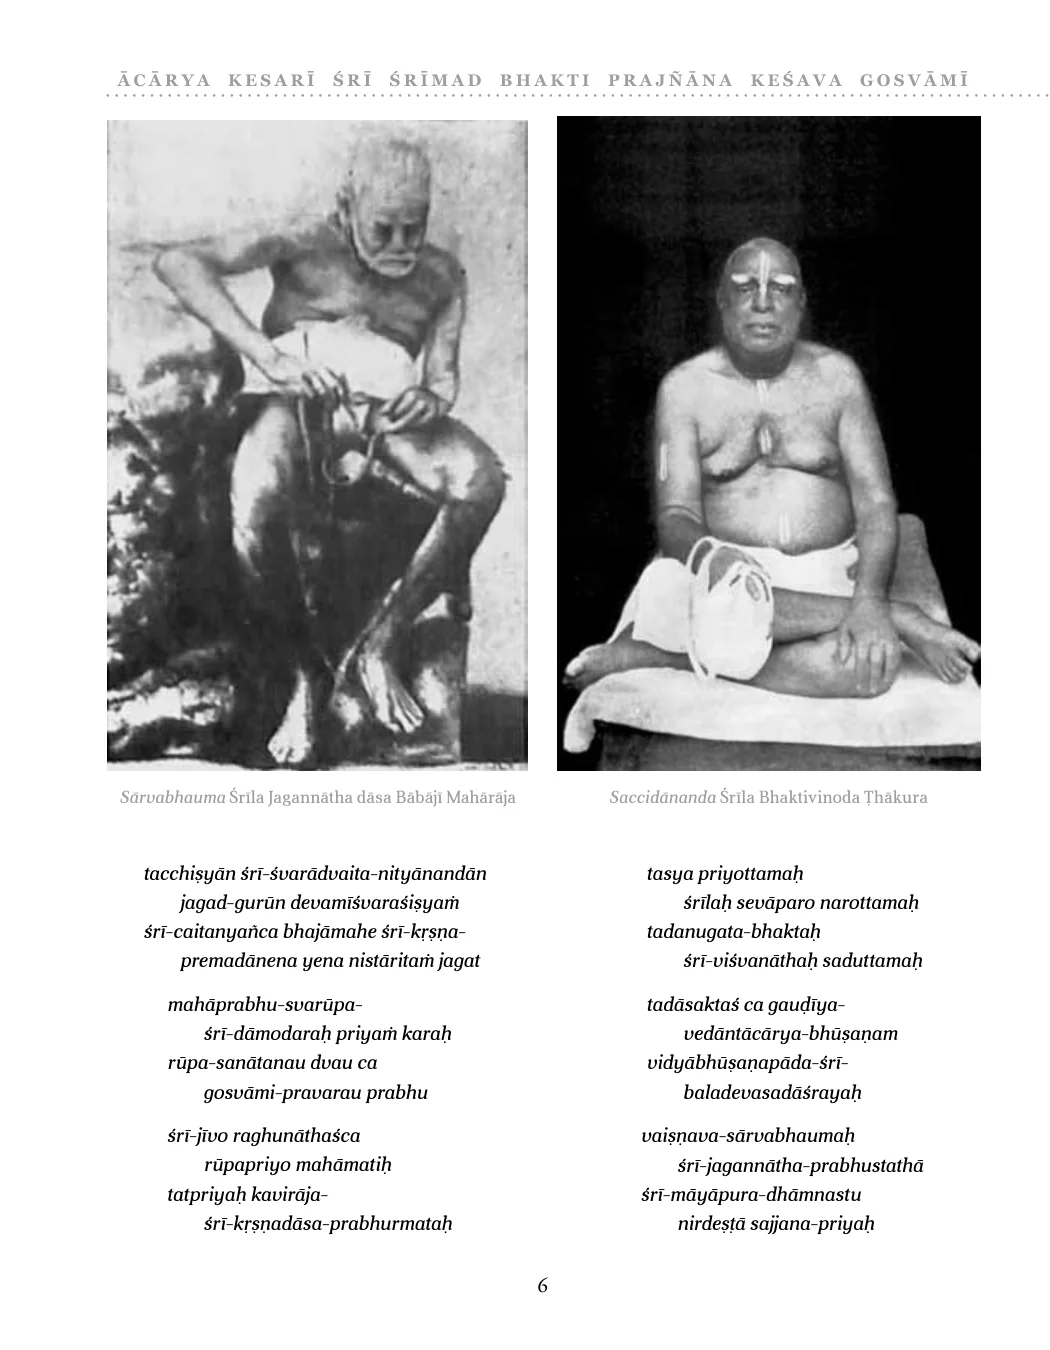 ĀCĀRYA KESARĪ ŚRĪ ŚRĪMAD BHAKTI PRAJÑĀNA KEŚAVA GOSVĀMĪ
Sārvabhauma Śrīla Jagannātha dāsa Bābājī Mahārāja
Saccidānanda Śrīla Bhaktivinoda Ṭhākura
tacchiṣyān śrī-śvarādvaita-nityānandān
jagad-gurūn devamīśvaraśiṣyaṁ
śrī-caitanyañca bhajāmahe śrī-kṛṣṇa-
premadānena yena nistāritaṁ jagat
mahāprabhu-svarūpa-
śrī-dāmodaraḥ priyaṁ karaḥ
rūpa-sanātanau dvau ca
gosvāmi-pravarau prabhu
śrī-jīvo raghunāthaśca
rūpapriyo mahāmatiḥ
tatpriyaḥ kavirāja-
śrī-kṛṣṇadāsa-prabhurmataḥ
tasya priyottamaḥ
śrīlaḥ sevāparo narottamaḥ
tadanugata-bhaktaḥ
śrī-viśvanāthaḥ saduttamaḥ
tadāsaktaś ca gauḍīya-
vedāntācārya-bhūṣaṇam
vidyābhūṣaṇapāda-śrī-
baladevasadāśrayaḥ
vaiṣṇava-sārvabhaumaḥ
śrī-jagannātha-prabhustathā
śrī-māyāpura-dhāmnastu
nirdeṣṭā sajjana-priyaḥ
6